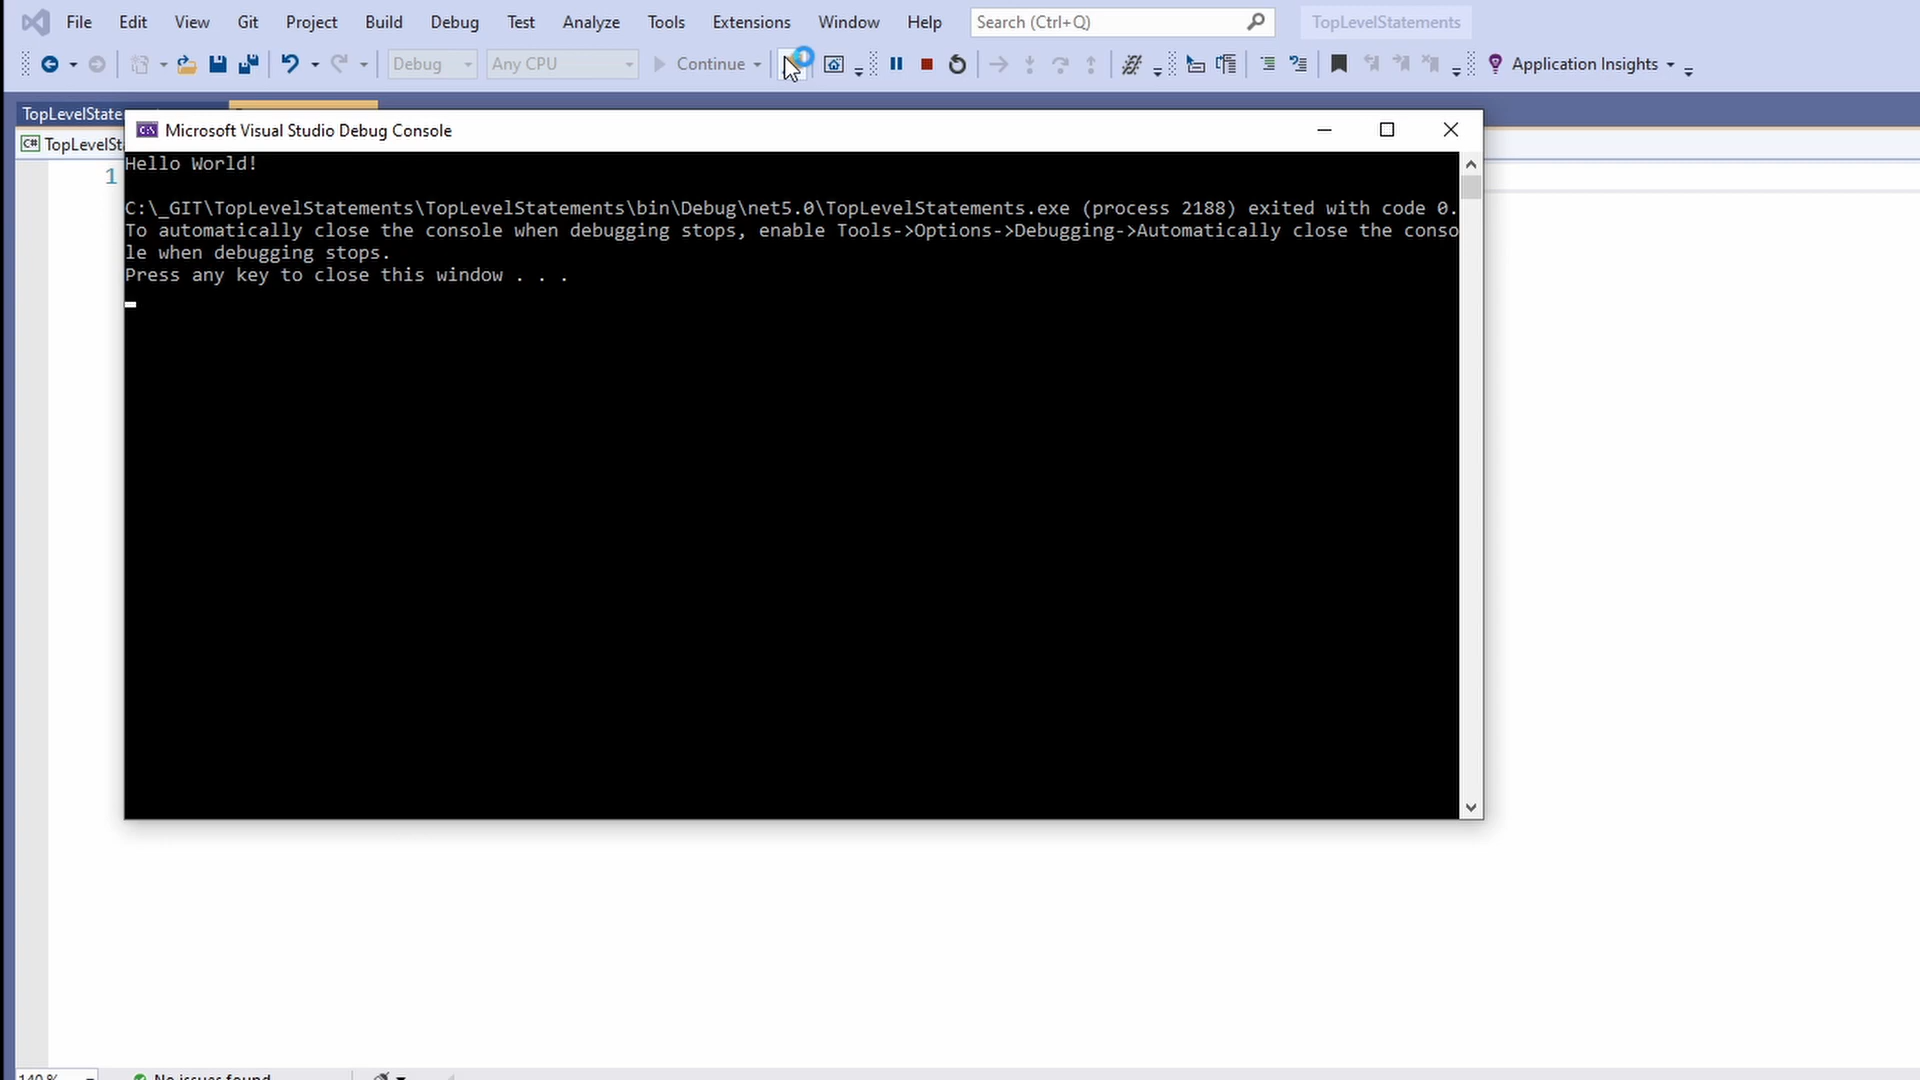 File Edit View Git Project Build Debug Test Analyze Tools Extensions Window Help Search (Ctrl+Q) TopLevelStatements
Debug Any CPU Continue Application Insights
TopLevelState
Microsoft Visual Studio Debug Console
C# TopLevelSt
1
Hello World!
C:\_GIT\TopLevelStatements\TopLevelStatements\bin\Debug\net5.0\TopLevelStatements.exe (process 2188) exited with code 0.
To automatically close the console when debugging stops, enable Tools->Options->Debugging->Automatically close the conso
le when debugging stops.
Press any key to close this window . . .
140 % No issues found